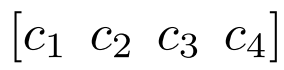 [c₁ c₂ c₃ c₄]